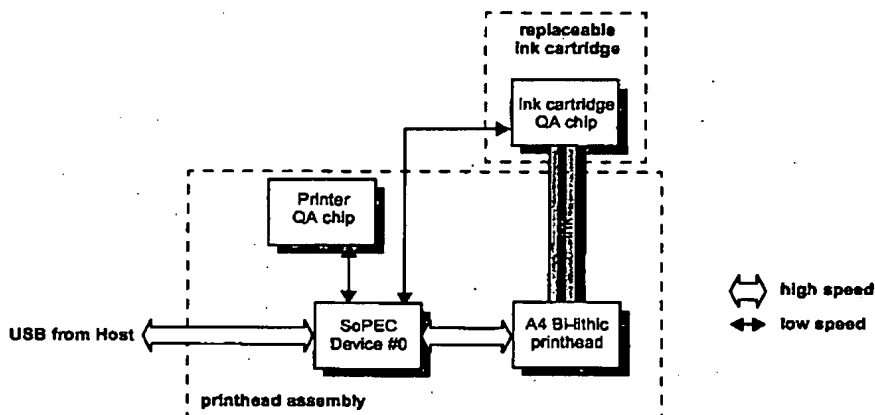 replaceable
ink cartridge
ink cartridge
QA chip
Printer
QA chip
ink
USB from Host
SoPEC
Device #0
A4 Bi-lithic
printhead
high speed
low speed
printhead assembly